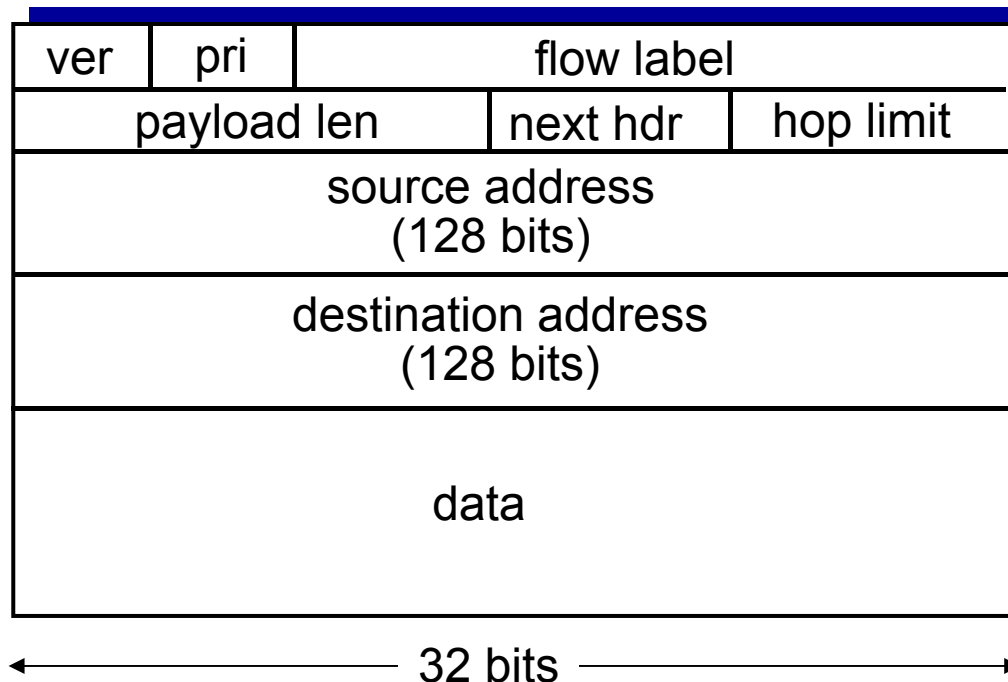 ver pri flow label
payload len next hdr hop limit
source address
(128 bits)
destination address
(128 bits)
data
32 bits